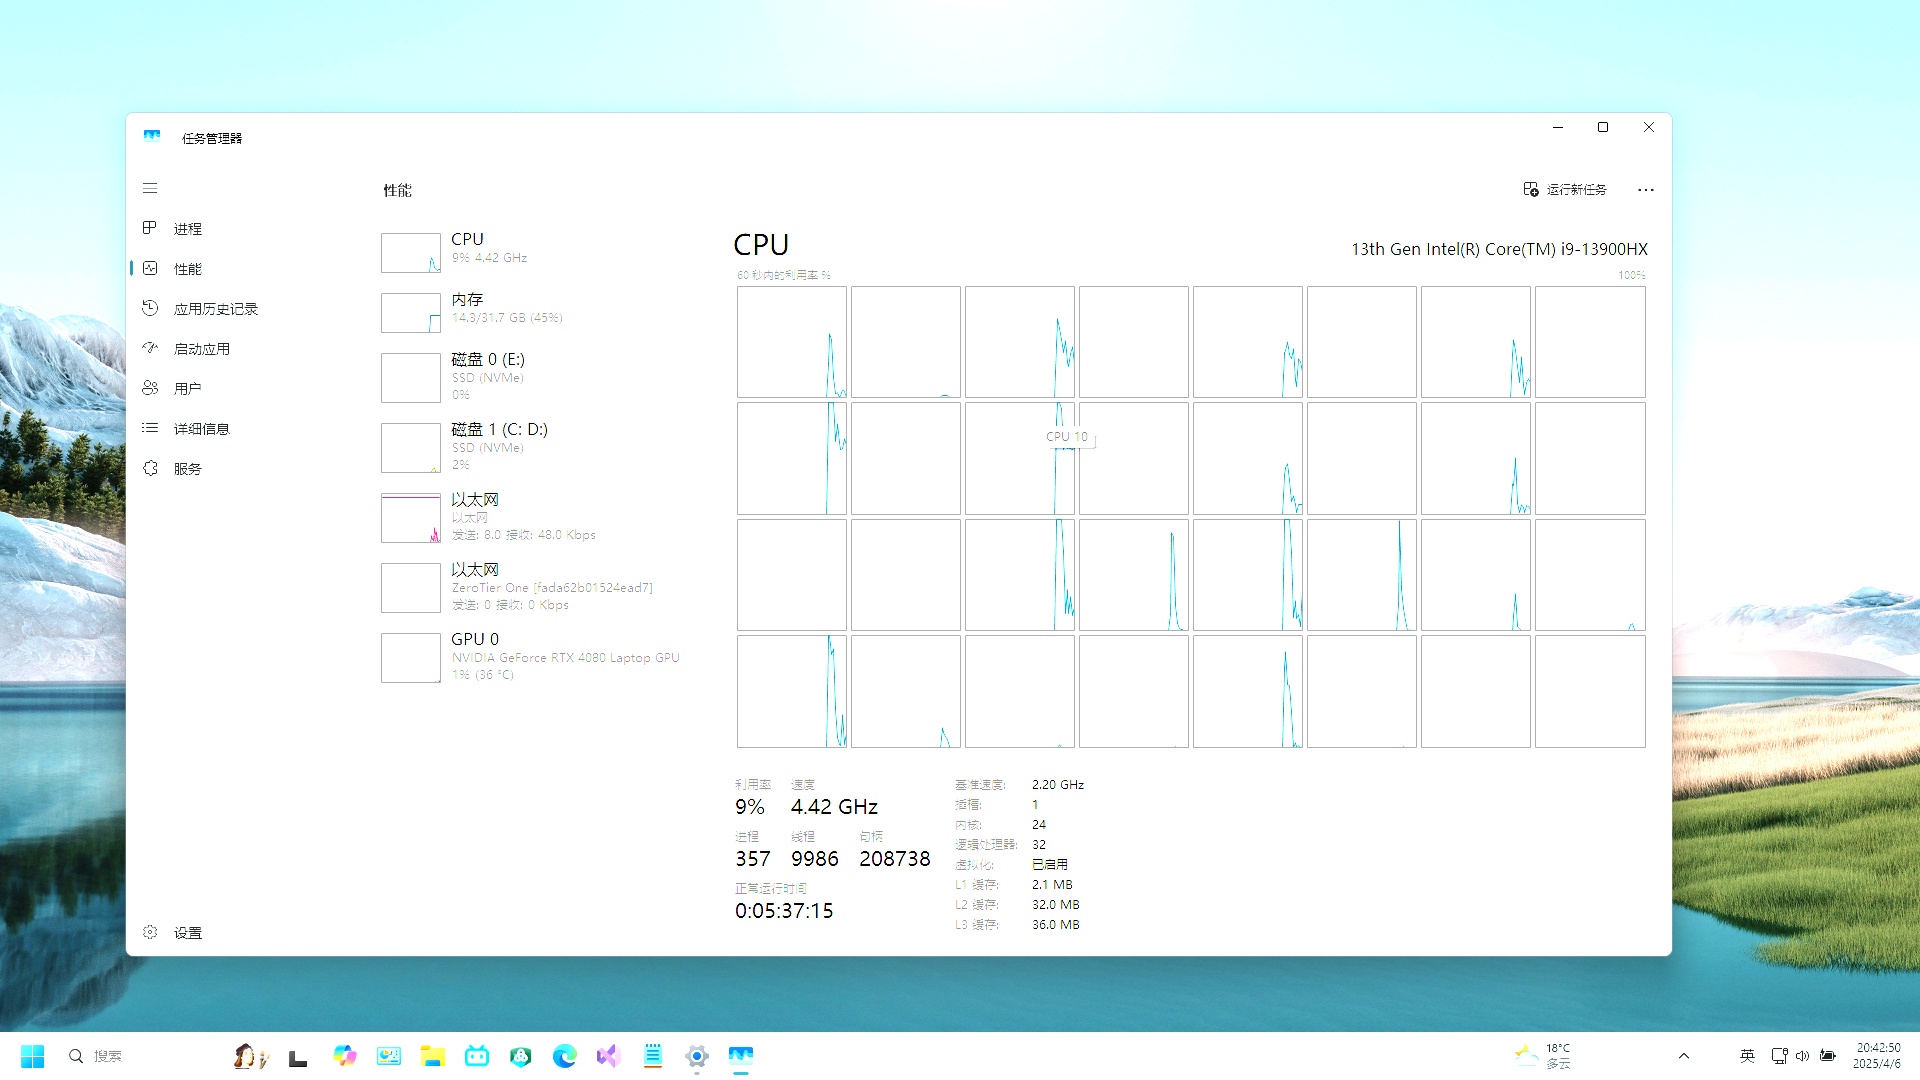 任务管理器
性能
运行新任务
进程
性能
应用历史记录
启动应用
用户
详细信息
服务
设置
CPU
9% 4.42 GHz
内存
14.3/31.7 GB (45%)
磁盘 0 (E:)
SSD (NVMe)
0%
磁盘 1 (C: D:)
SSD (NVMe)
2%
以太网
以太网
发送: 8.0 接收: 48.0 Kbps
以太网
ZeroTier One [fada62b01524ead7]
发送: 0 接收: 0 Kbps
GPU 0
NVIDIA GeForce RTX 4080 Laptop GPU
1% (36 °C)
CPU
13th Gen Intel(R) Core(TM) i9-13900HX
60 秒内的利用率 %
100%
CPU 10
利用率
速度
9%
4.42 GHz
进程
线程
句柄
357
9986
208738
正常运行时间
0:05:37:15
基准速度: 2.20 GHz
插槽: 1
内核: 24
逻辑处理器: 32
虚拟化: 已启用
L1 缓存: 2.1 MB
L2 缓存: 32.0 MB
L3 缓存: 36.0 MB
搜索
18°C
多云
英
20:42:50
2025/4/6